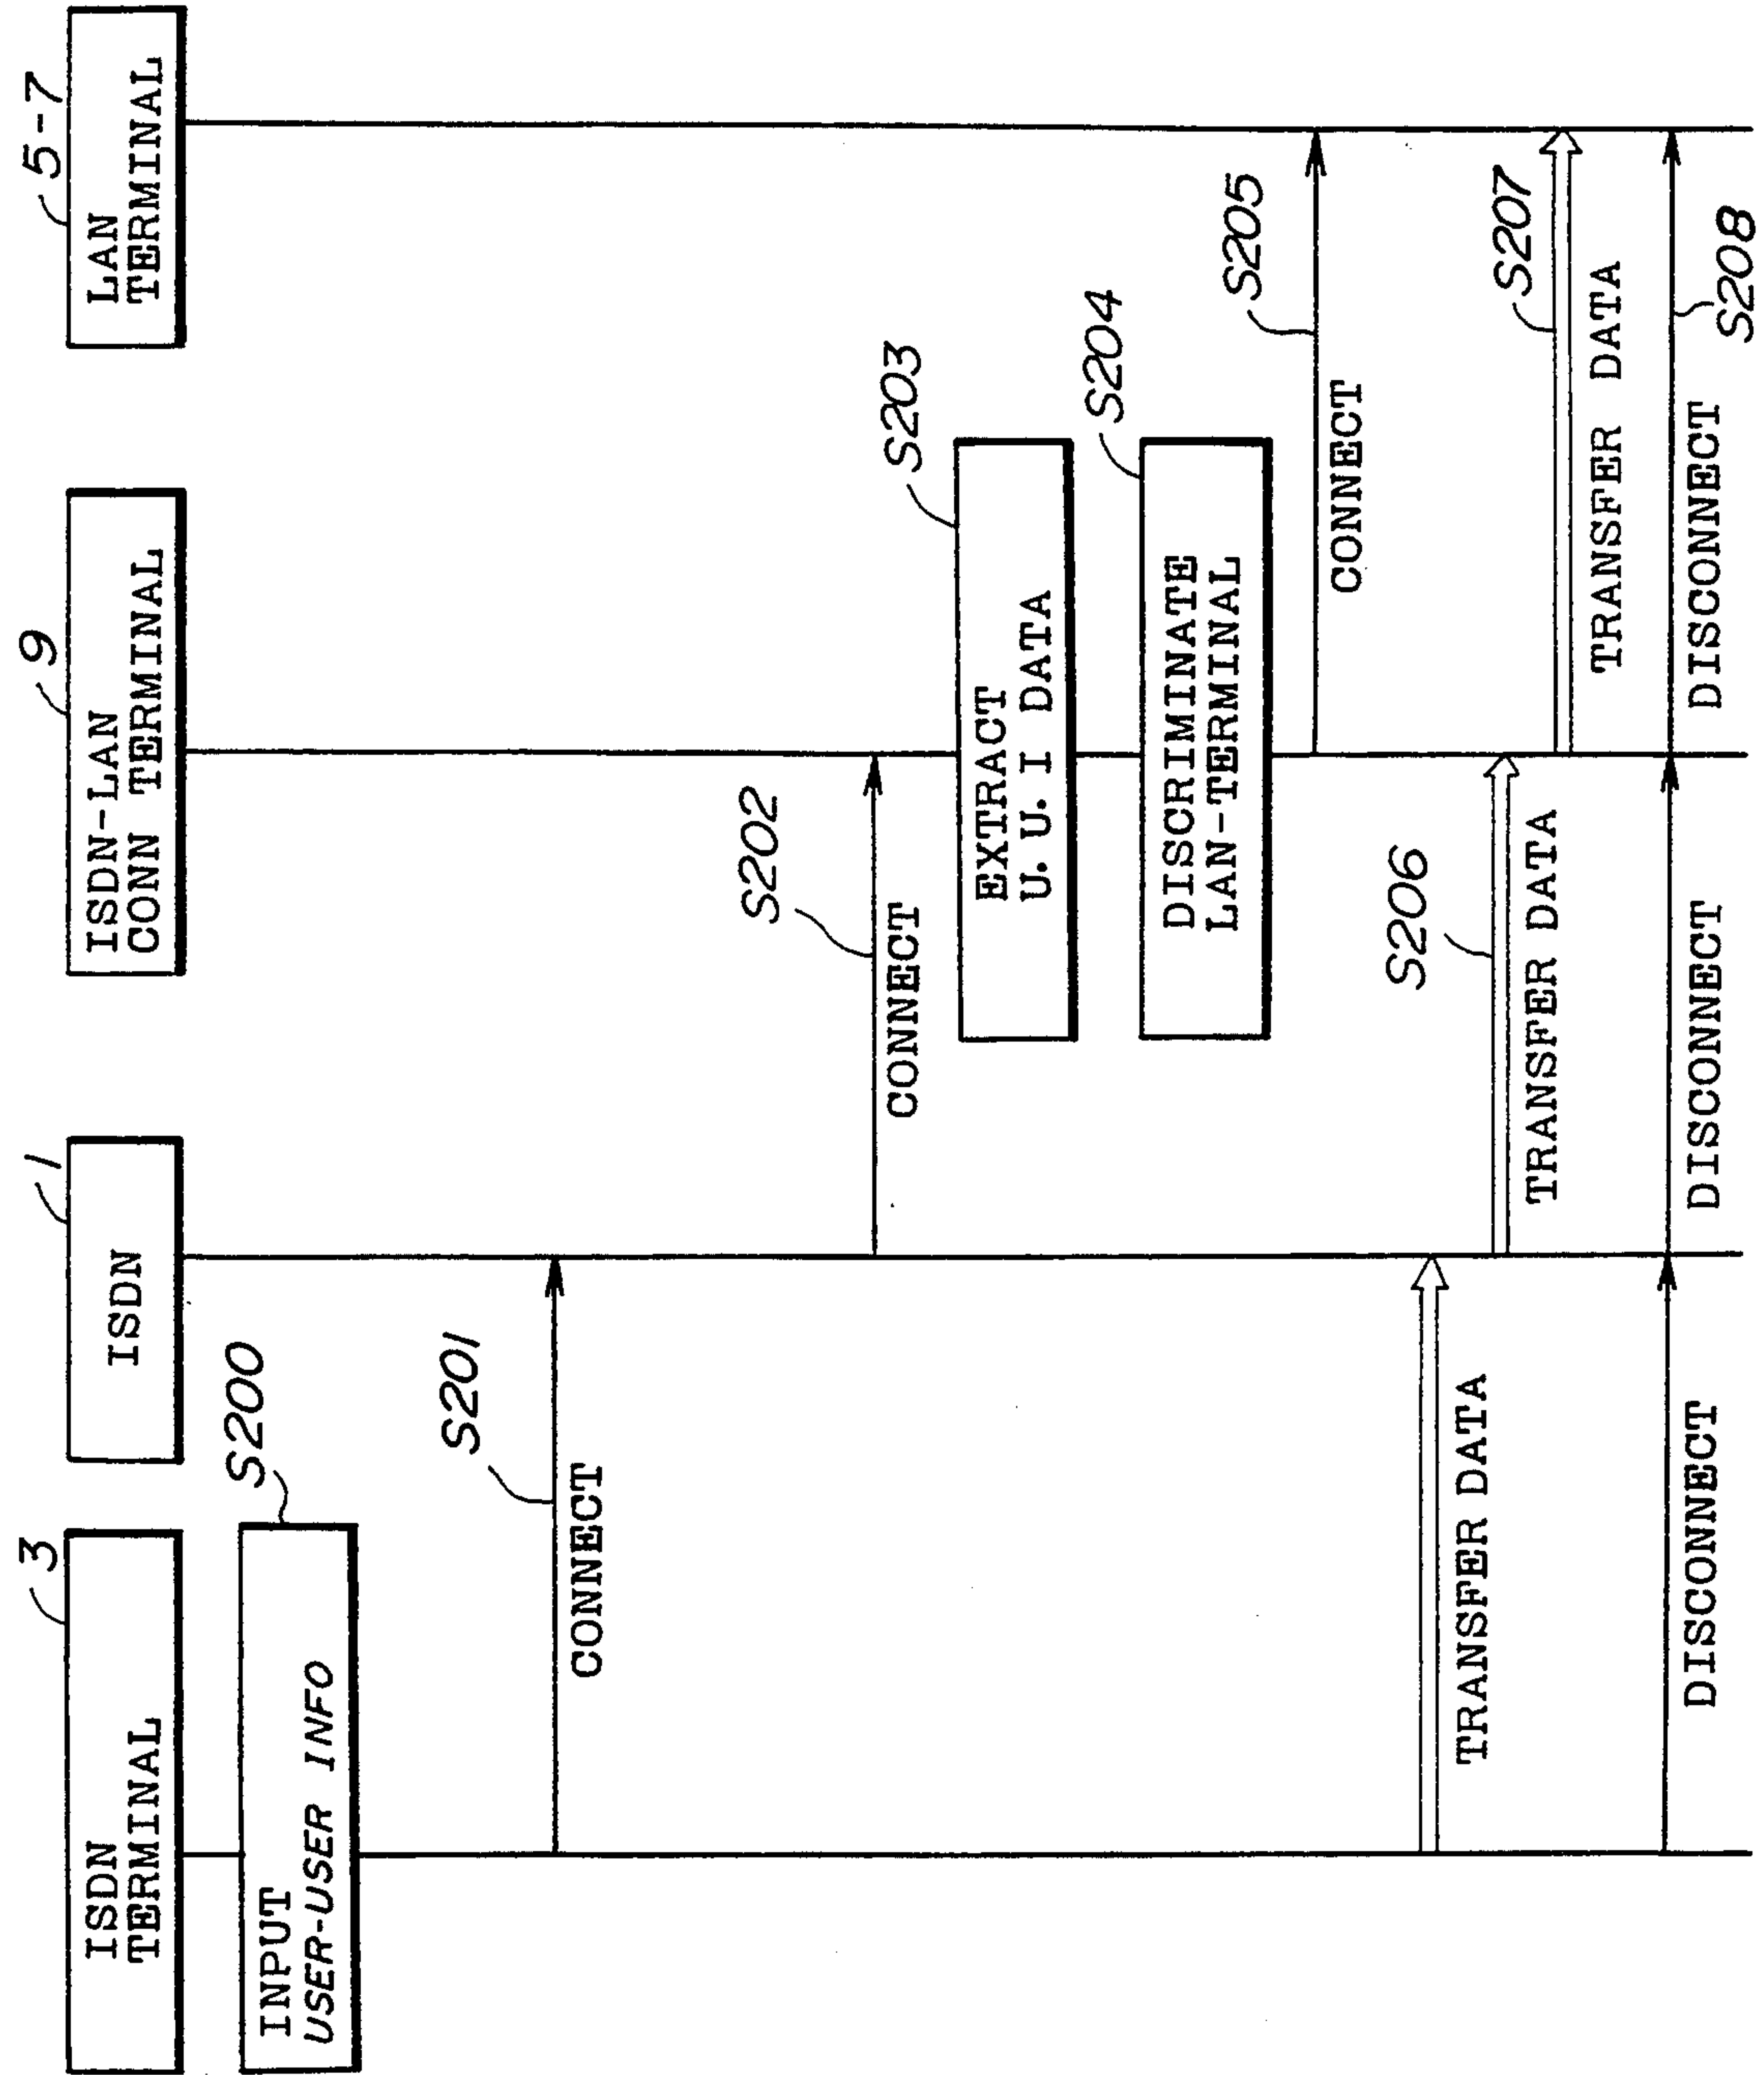 3
ISDN
TERMINAL
1
ISDN
9
ISDN-LAN
CONN TERMINAL
5-7
LAN
TERMINAL
S200
INPUT
USER-USER INFO
S201
CONNECT
S202
CONNECT
S203
EXTRACT
U. U. I DATA
S204
DISCRIMINATE
LAN-TERMINAL
S205
CONNECT
TRANSFER DATA
S206
TRANSFER DATA
S207
TRANSFER DATA
DISCONNECT
DISCONNECT
DISCONNECT
S208